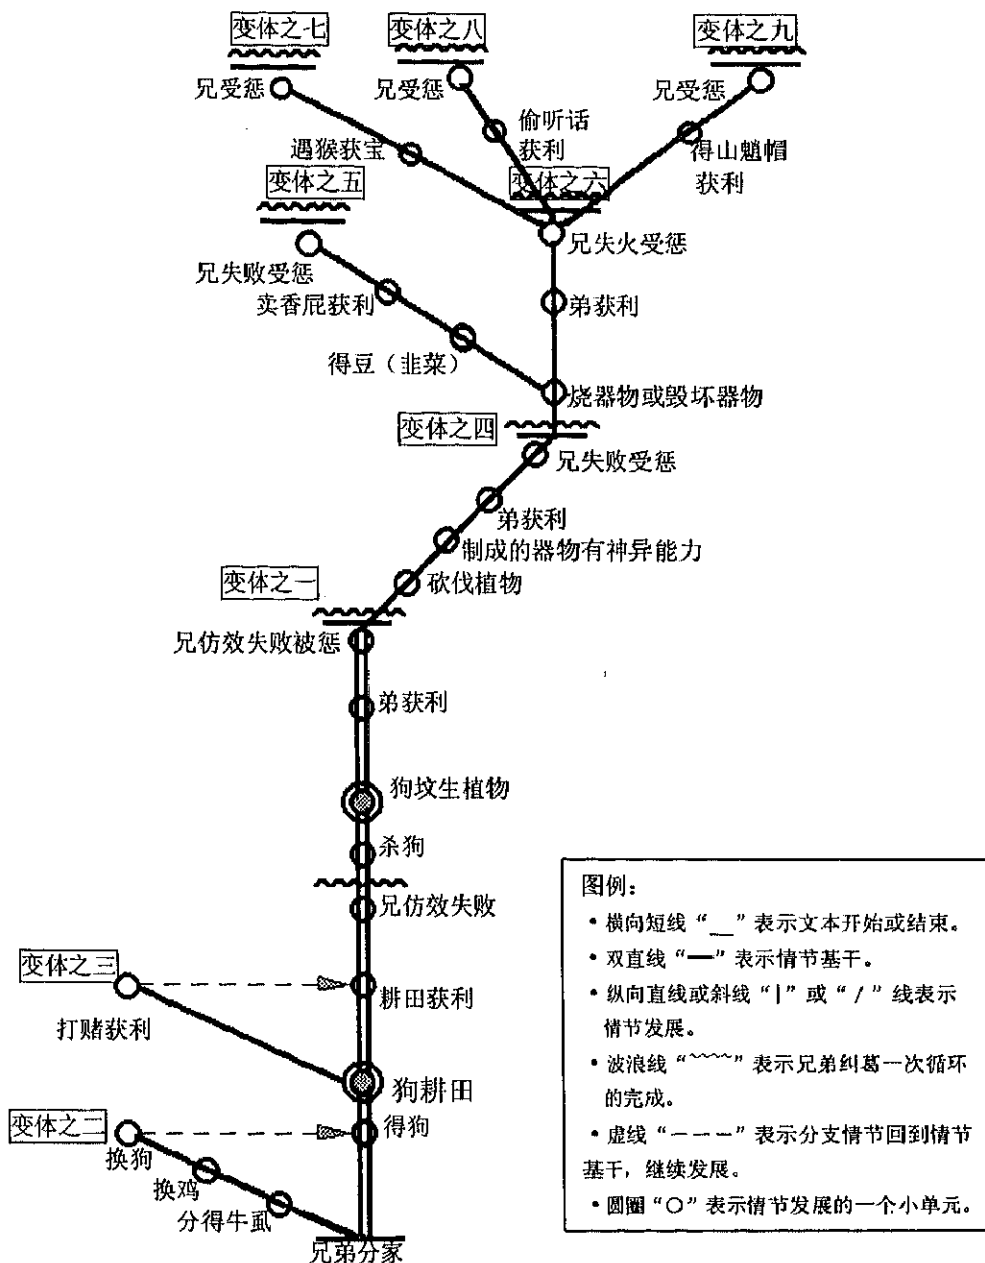 变体之七
变体之八
变体之九
兄受惩
兄受惩
兄受惩
偷听话
获利
遇猴获宝
得山魈帽
获利
变体之五
变体之六
兄失火受惩
兄失败受惩
卖香屁获利
弟获利
得豆（韭菜）
烧器物或毁坏器物
变体之四
兄失败受惩
弟获利
制成的器物有神异能力
砍伐植物
变体之一
兄仿效失败被惩
弟获利
狗坟生植物
杀狗
兄仿效失败
变体之三
耕田获利
打赌获利
狗耕田
变体之二
得狗
换狗
换鸡
分得牛虱
兄弟分家
图例：
·横向短线“__”表示文本开始或结束。
·双直线“━”表示情节基干。
·纵向直线或斜线“|”或“/”线表示
情节发展。
·波浪线“~~~~~”表示兄弟纠葛一次循环
的完成。
·虚线“－－－”表示分支情节回到情节
基干，继续发展。
·圆圈“○”表示情节发展的一个小单元。